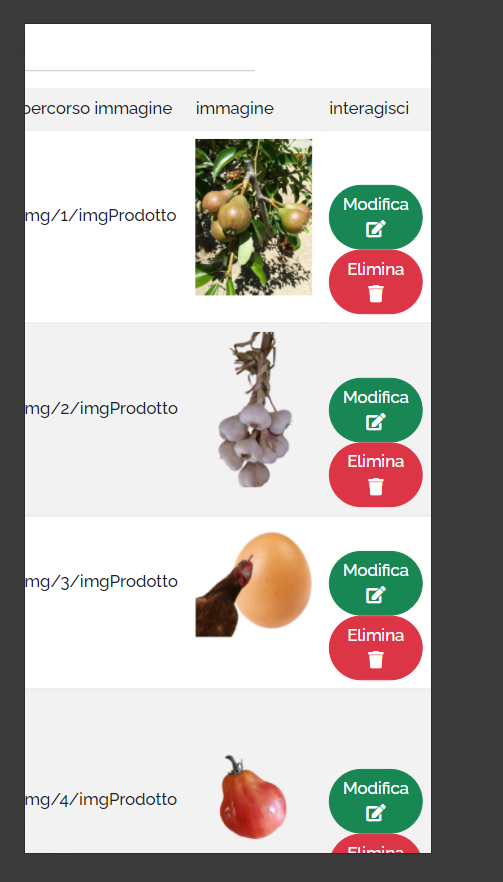 percorso immagine immagine interagisci
mg/1/imgProdotto
Modifica
Elimina
mg/2/imgProdotto
Modifica
Elimina
mg/3/imgProdotto
Modifica
Elimina
mg/4/imgProdotto
Modifica
Elimina